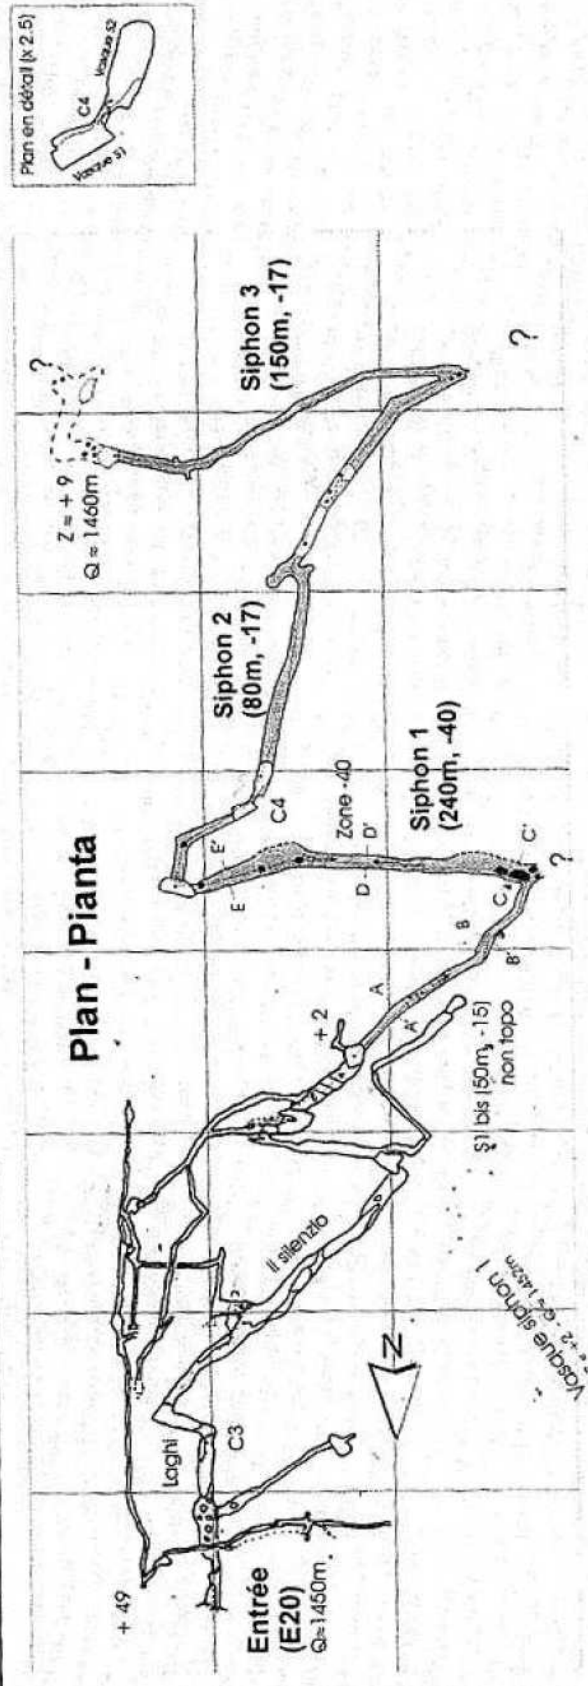 Plan en détail (x 2.5)
Vasque S2
C4
Vasque S1
Plan - Pianta
?
Z = + 9
Q ≈ 1460m
Siphon 3
(150m, -17)
?
Siphon 2
(80m, -17)
C4
Siphon 1
(240m, -40)
Zone -40
E'
E
D'
D
C'
C
?
B
B'
A
A'
+ 2
S1 bis (50m, -15)
non topo
Vasque siphon 1
Z = +2 - Q≈ 1452m
Il silenzio
N
Laghi
C3
+ 49
Entrée
(E20)
Q≈1450m